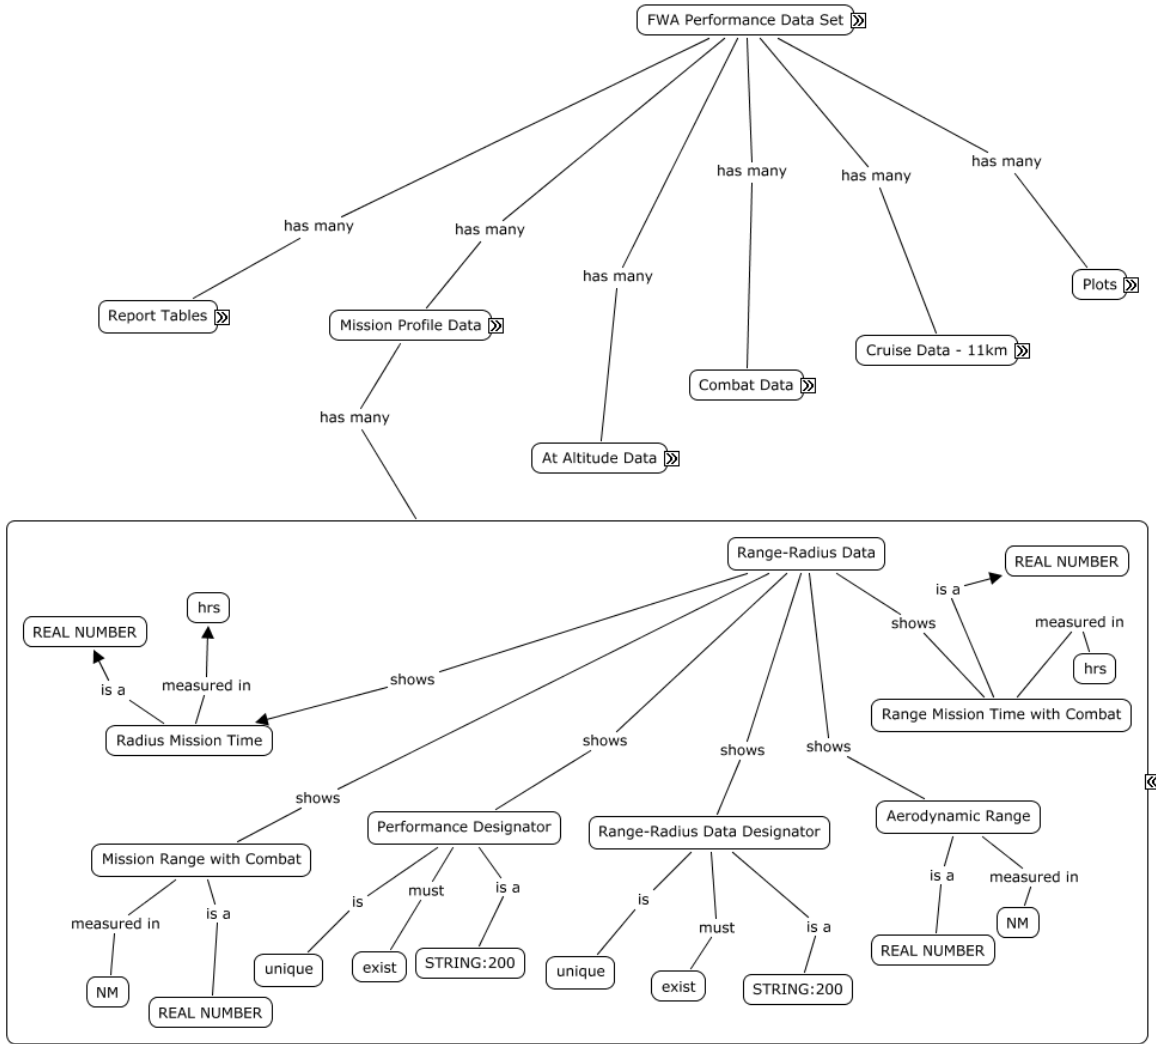 FWA Performance Data Set
has many
has many
has many
has many
has many
has many
Plots
Report Tables
Mission Profile Data
Cruise Data - 11km
Combat Data
has many
At Altitude Data
Range-Radius Data
REAL NUMBER
is a
hrs
REAL NUMBER
shows
measured in
hrs
shows
is a
measured in
Range Mission Time with Combat
Radius Mission Time
shows
shows
shows
shows
Aerodynamic Range
Performance Designator
Range-Radius Data Designator
Mission Range with Combat
is a
measured in
is
must
is a
is
must
is a
measured in
is a
NM
REAL NUMBER
unique
exist
STRING:200
unique
exist
STRING:200
NM
REAL NUMBER